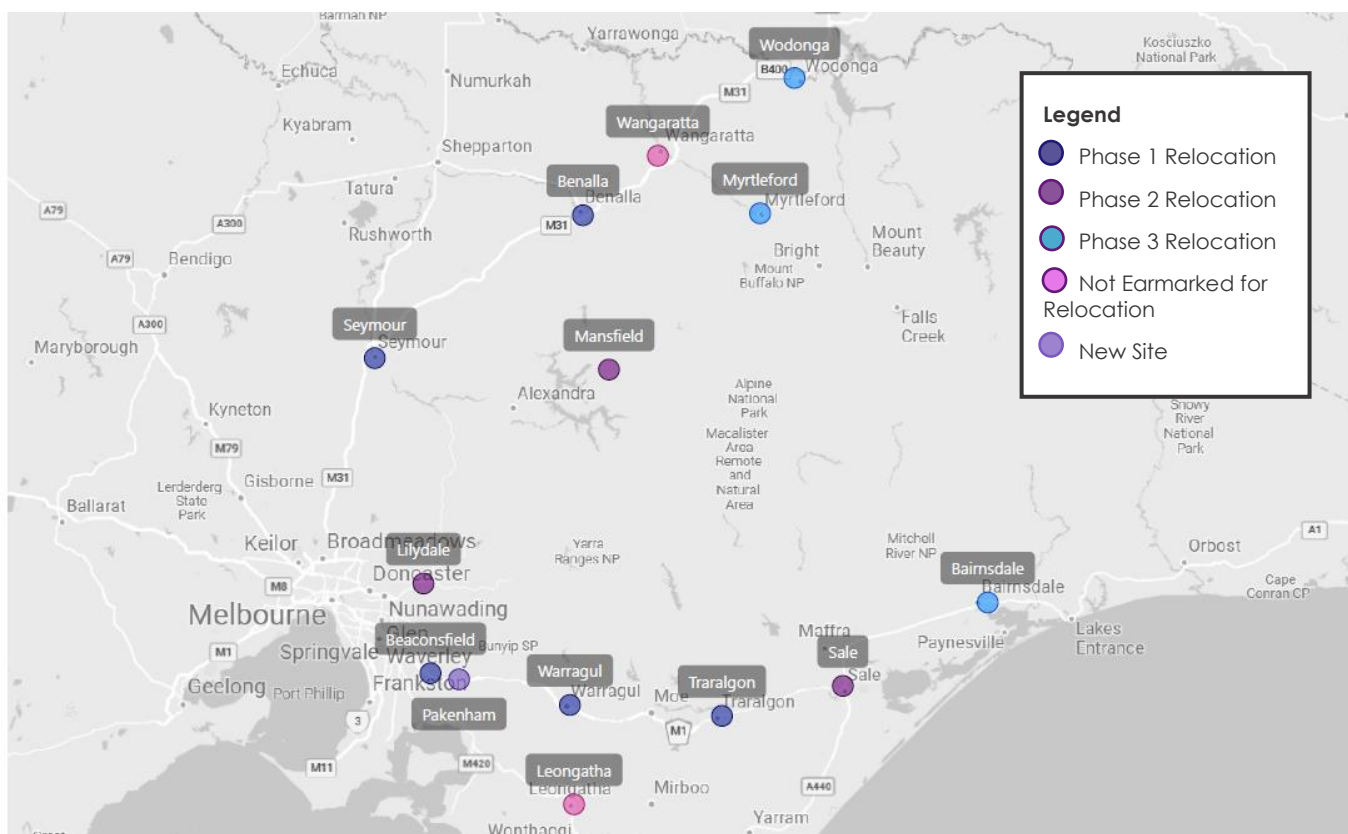 Barman NP
Yarrawonga
Wodonga
Kosciuszko
National Park
Echuca
Numurkah
B400
Wodonga
M31
Legend
Kyabram
Wangaratta
Wangaratta
Phase 1 Relocation
Shepparton
Tatura
Benalla
Benalla
Myrtleford
Myrtleford
Phase 2 Relocation
A79
A300
Rushworth
M31
Mount
Beauty
Phase 3 Relocation
A79
Bendigo
Bright
Mount
Buffalo NP
Not Earmarked for
Relocation
A300
Seymour
Seymour
Mansfield
Falls
Creek
New Site
Maryborough
Alexandra
Alpine
National
Park
Snowy
River
National
Park
Kyneton
M79
Macalister
Area
Remote
and
Natural
Area
Gisborne
M31
Lerderderg
State
Park
Ballarat
Keilor
Broadmeadows
Lilydale
Yarra
Ranges NP
Mitchell
River NP
A1
Orbost
M8
Doncaster
Bairnsdale
Bairnsdale
Cape
Conran CP
Melbourne
Nunawading
Glen
Waverley
Beaconsfield
Bunyip SP
Maffra
Paynesville
Lakes
Entrance
M1
Springvale
Sale
Sale
Geelong
Port Phillip
Frankston
Warragul
Warragul
Moe
Traralgon
Traralgon
3
Pakenham
M1
M11
M420
Leongatha
Leongatha
Mirboo
A440
Wonthaggi
Yarram